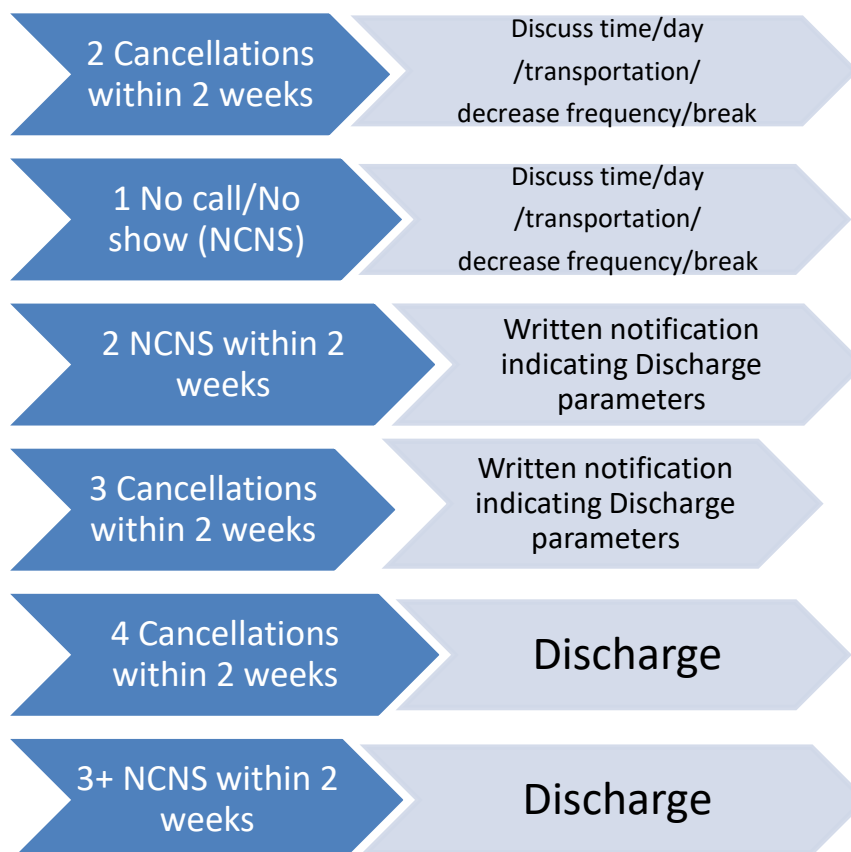 2 Cancellations
within 2 weeks
Discuss time/day
/transportation/
decrease frequency/break
1 No call/No
show (NCNS)
Discuss time/day
/transportation/
decrease frequency/break
2 NCNS within 2
weeks
Written notification
indicating Discharge
parameters
3 Cancellations
within 2 weeks
Written notification
indicating Discharge
parameters
4 Cancellations
within 2 weeks
Discharge
3+ NCNS within 2
weeks
Discharge